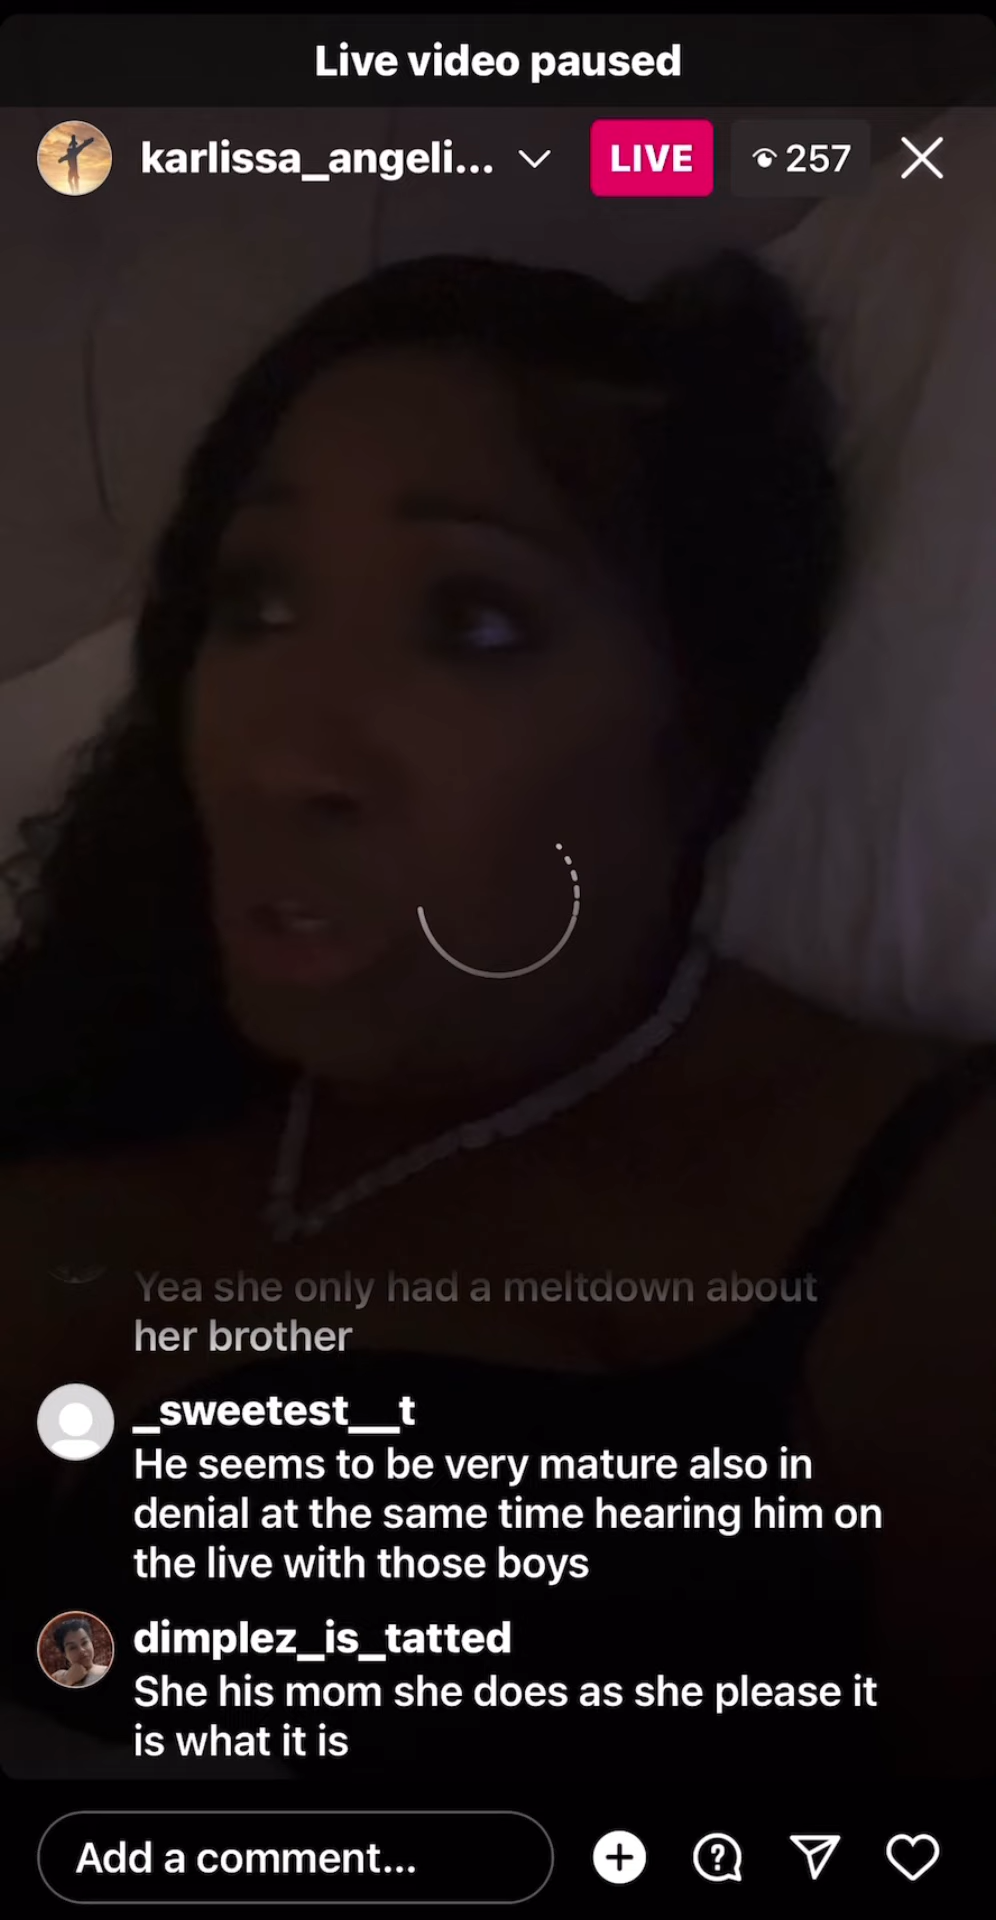 Live video paused
karlissa_angeli...
LIVE
257
Yea she only had a meltdown about
her brother
_sweetest__t
He seems to be very mature also in
denial at the same time hearing him on
the live with those boys
dimplez_is_tatted
She his mom she does as she please it
is what it is
Add a comment...